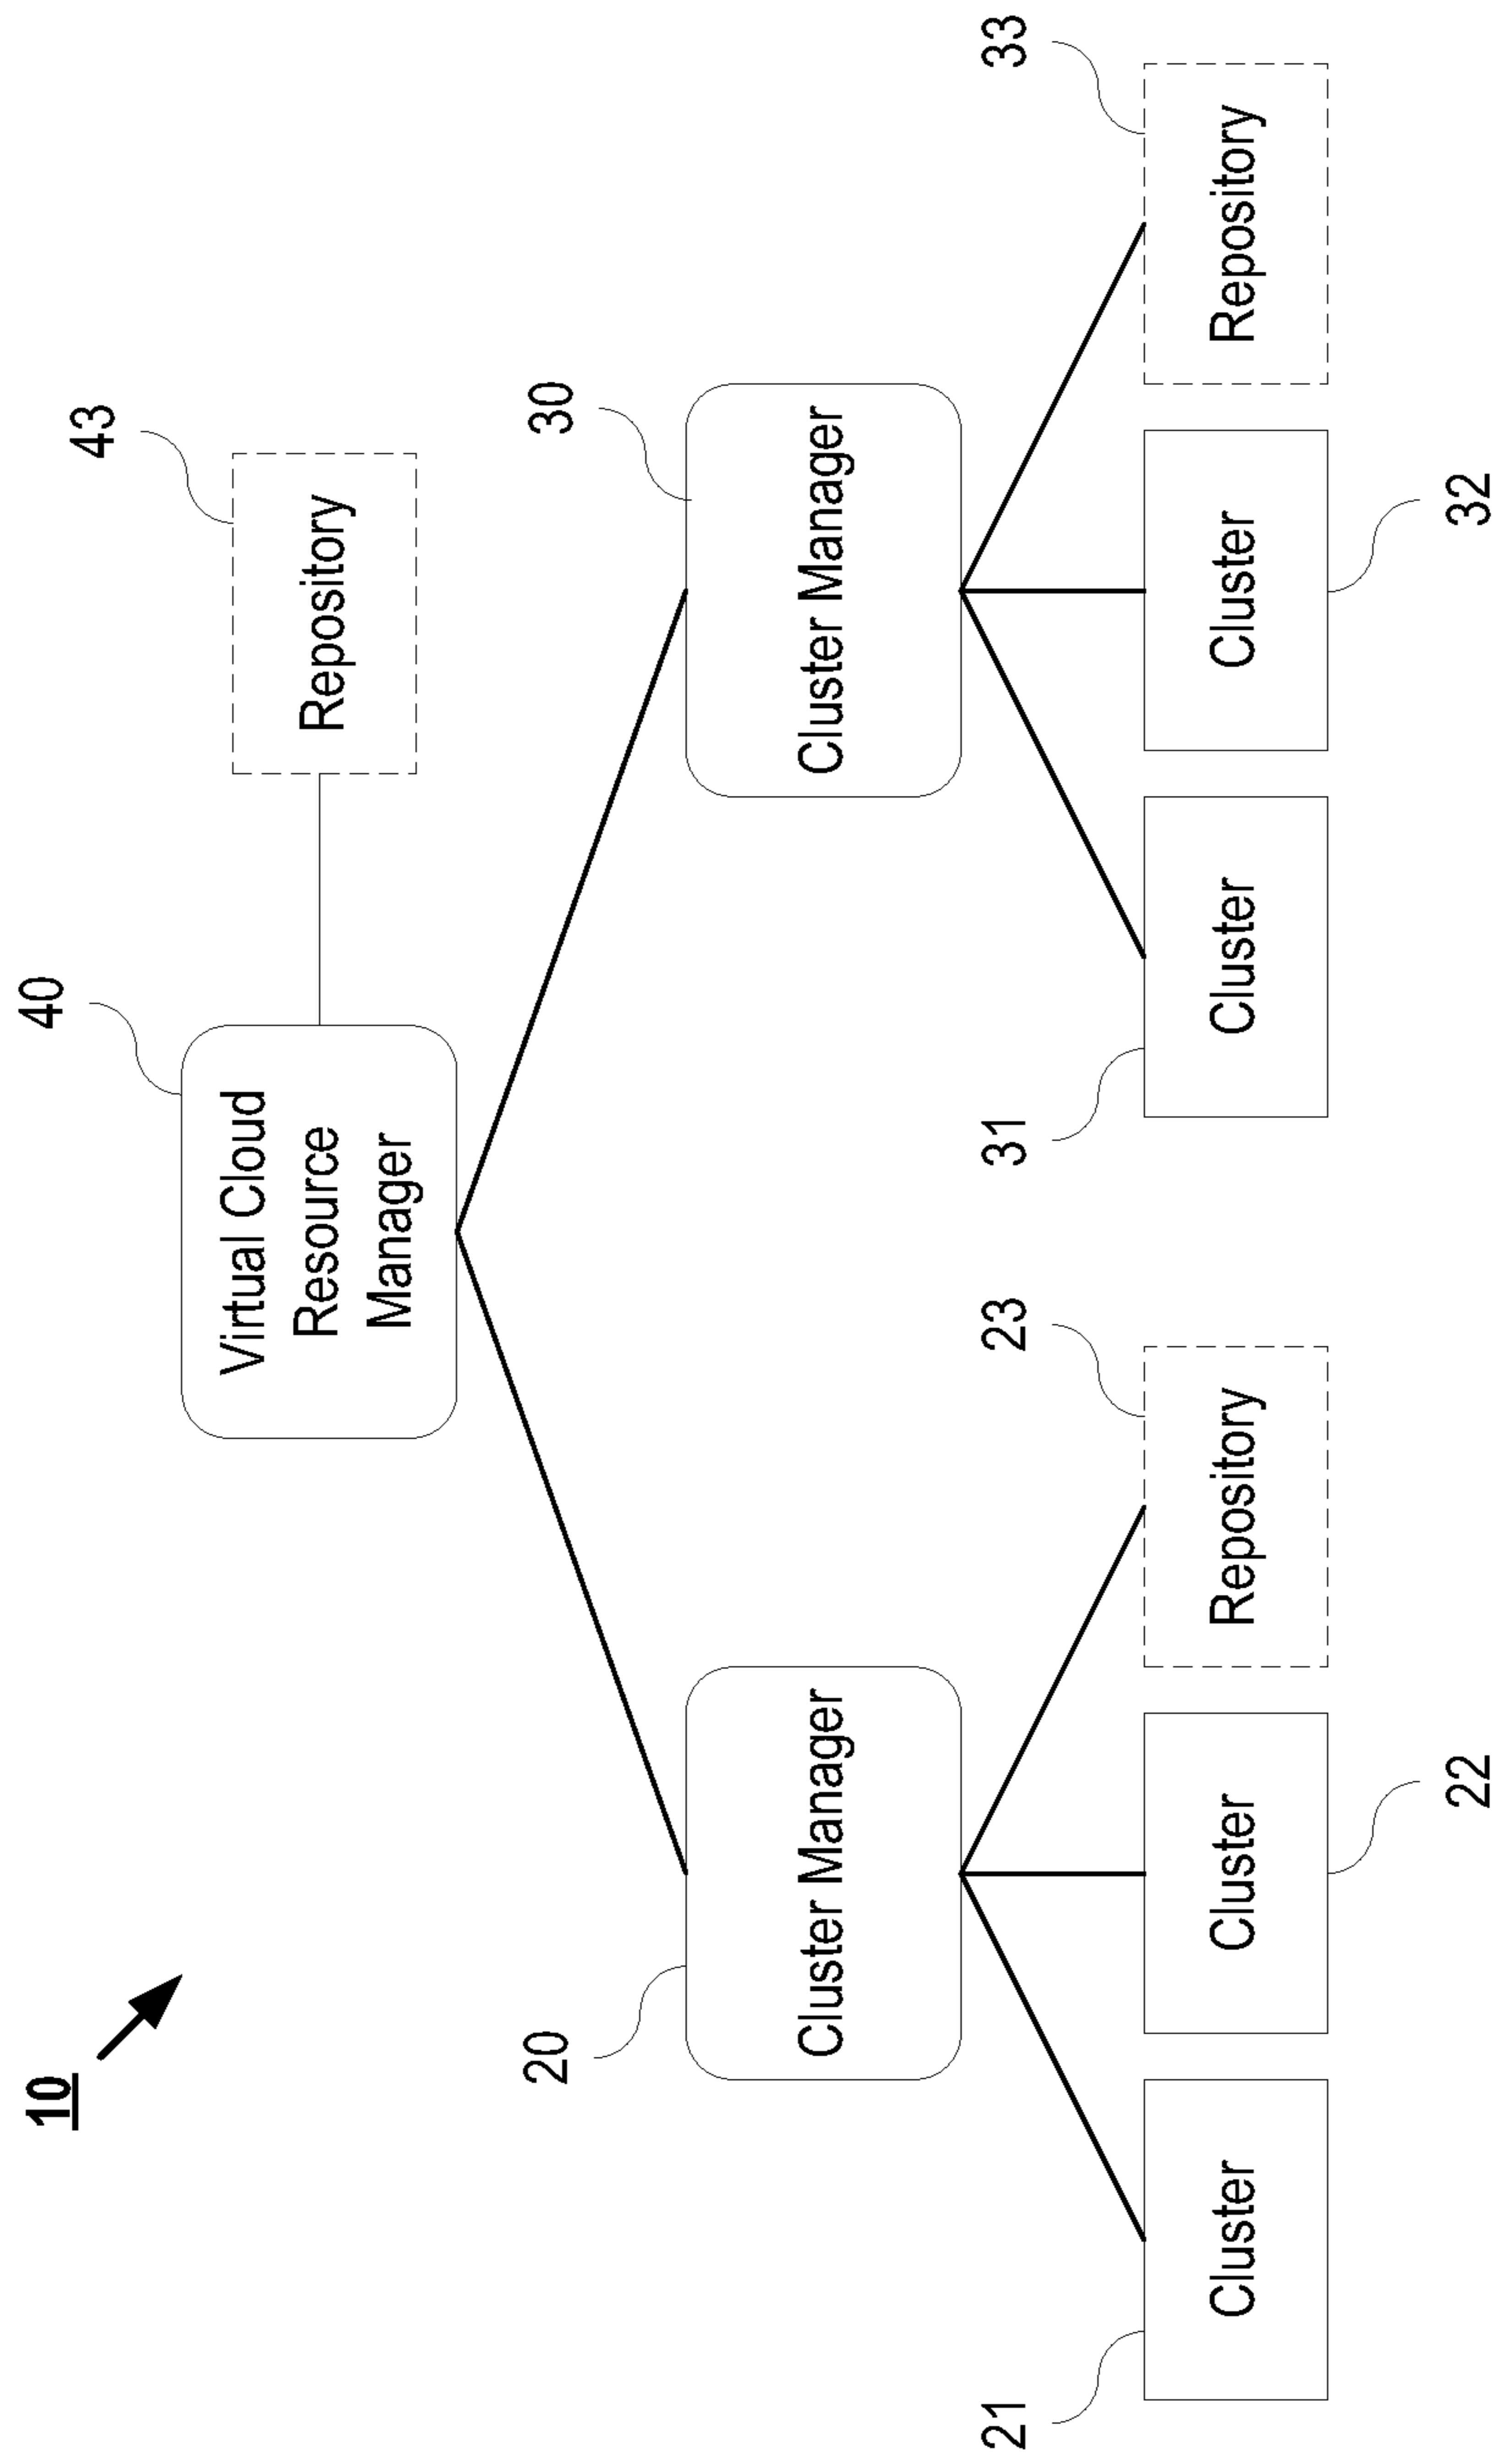 10
40
43
Virtual Cloud
Resource
Manager
Repository
20
30
Cluster Manager
Cluster Manager
21
23
31
33
Cluster
Cluster
Repository
Cluster
Cluster
Repository
22
32